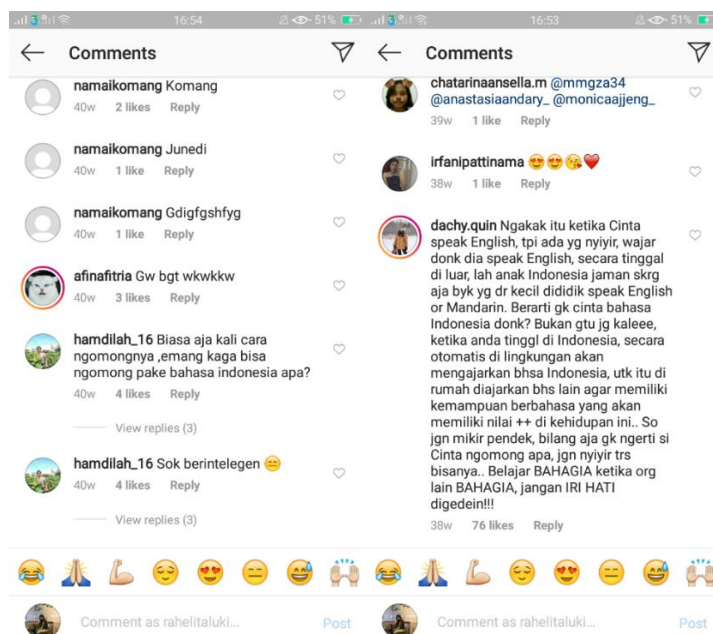 16:54
51%
Comments
namaikomang Komang
40w 2 likes Reply
namaikomang Junedi
40w 1 like Reply
namaikomang Gdigfgshfyg
40w 1 like Reply
afinafitria Gw bgt wkwkkw
40w 3 likes Reply
hamdilah_16 Biasa aja kali cara
ngomongnya ,emang kaga bisa
ngomong pake bahasa indonesia apa?
40w 4 likes Reply
View replies (3)
hamdilah_16 Sok berintelegen 😑
40w 4 likes Reply
View replies (3)
😂 🙏 💪 😌 😍 😑 😅 🙌
Comment as rahelitaluki... Post
16:53
51%
Comments
chatarinaansella.m @mmgza34
@anastasiaandary_ @monicaajjeng_
39w 1 like Reply
irfanipattinama 😍😍😘❤️
38w 1 like Reply
dachy.quin Ngakak itu ketika Cinta
speak English, tpi ada yg nyiyir, wajar
donk dia speak English, secara tinggal
di luar, lah anak Indonesia jaman skrg
aja byk yg dr kecil dididik speak English
or Mandarin. Berarti gk cinta bahasa
Indonesia donk? Bukan gtu jg kaleee,
ketika anda tinggl di Indonesia, secara
otomatis di lingkungan akan
mengajarkan bhsa Indonesia, utk itu di
rumah diajarkan bhs lain agar memiliki
kemampuan berbahasa yang akan
memiliki nilai ++ di kehidupan ini.. So
jgn mikir pendek, bilang aja gk ngerti si
Cinta ngomong apa, jgn nyiyir trs
bisanya.. Belajar BAHAGIA ketika org
lain BAHAGIA, jangan IRI HATI
digedein!!!
38w 76 likes Reply
😂 🙏 💪 😌 😍 😑 😅 🙌
Comment as rahelitaluki... Post